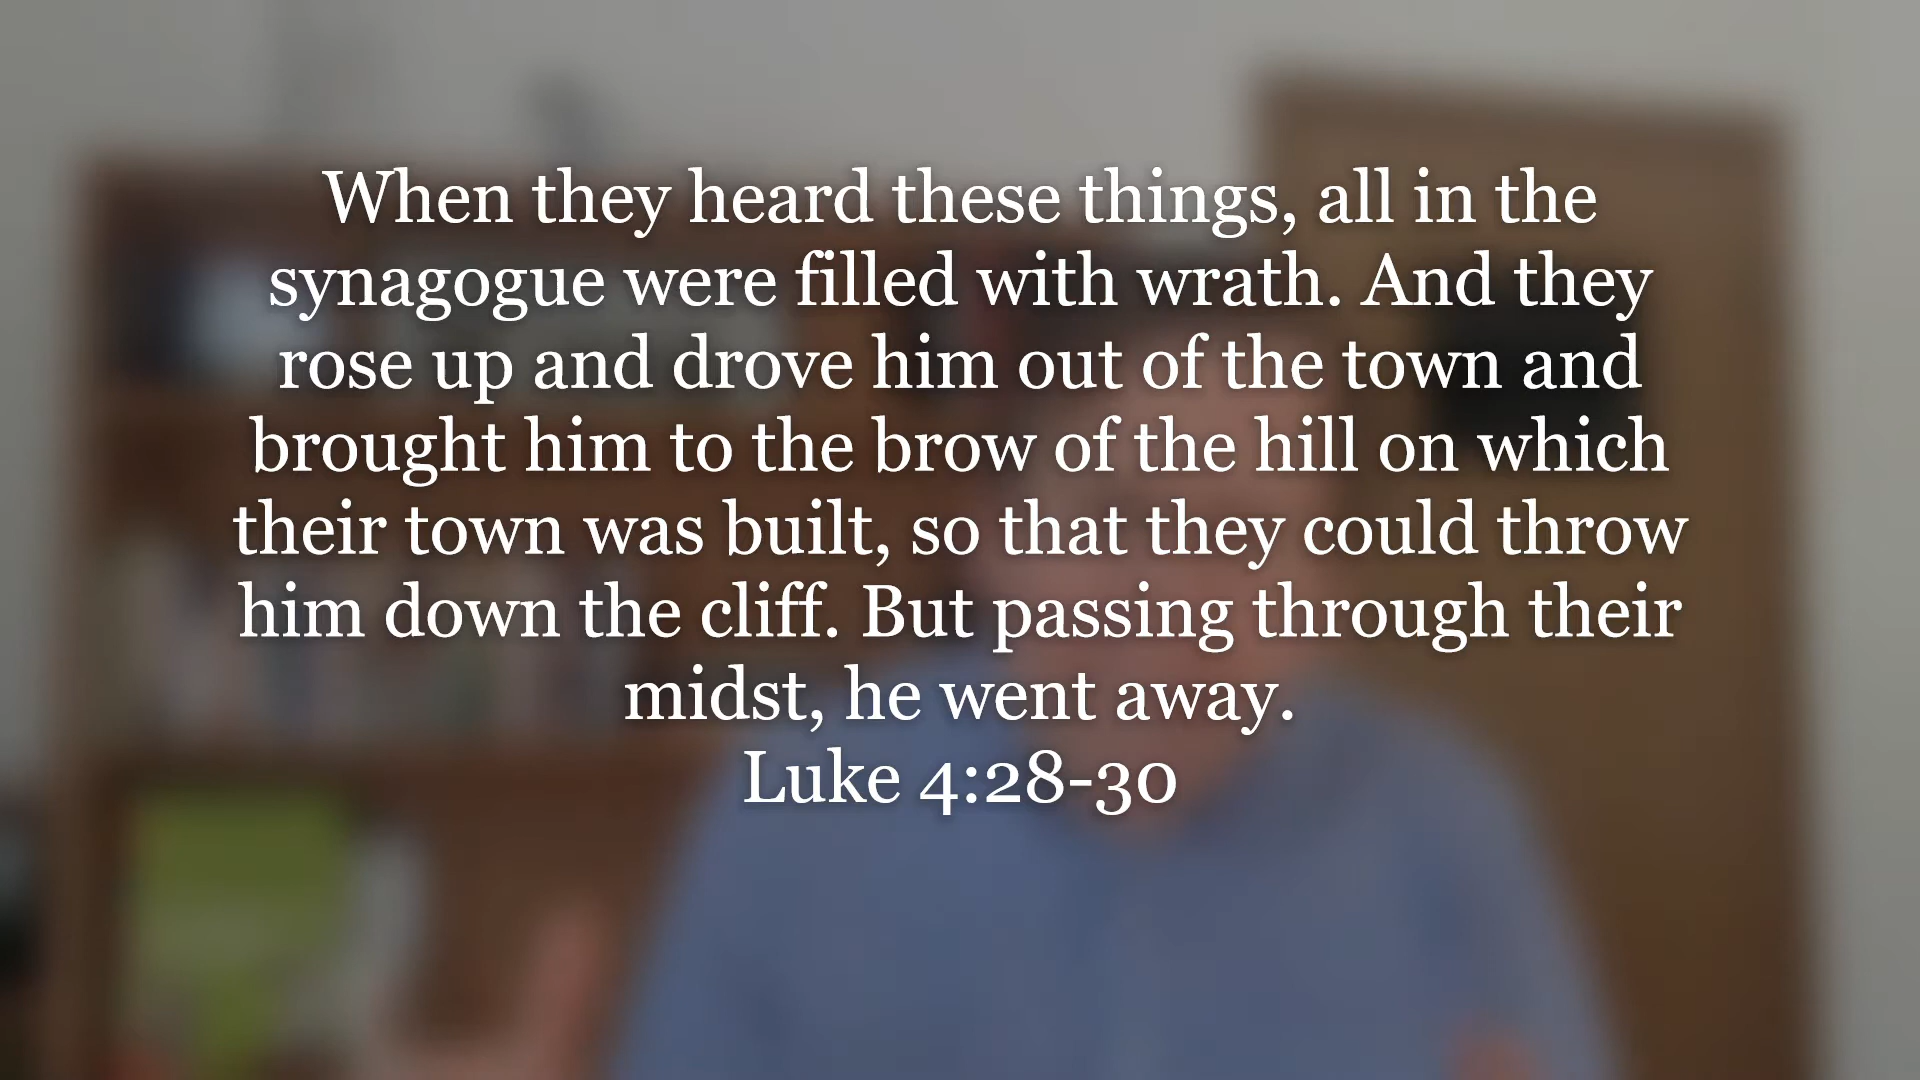 When they heard these things, all in the
synagogue were filled with wrath. And they
rose up and drove him out of the town and
brought him to the brow of the hill on which
their town was built, so that they could throw
him down the cliff. But passing through their
midst, he went away.
Luke 4:28-30